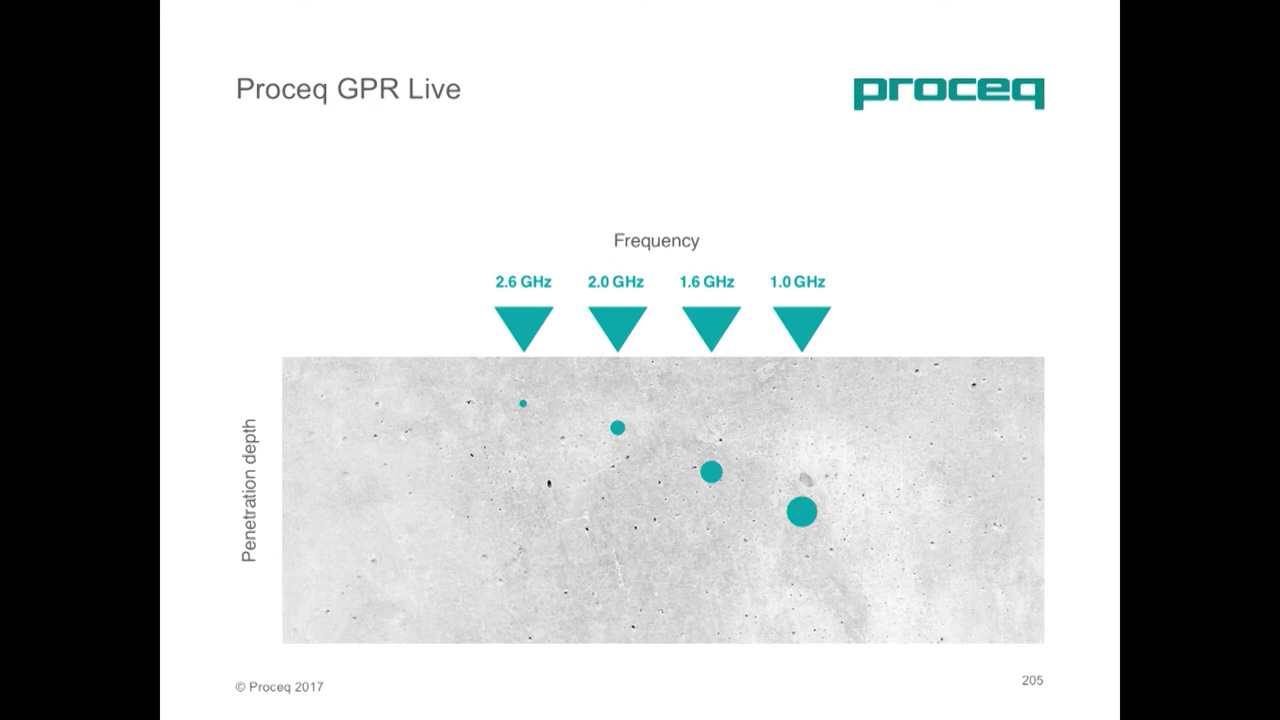 Proceq GPR Live
proceq
Frequency
2.6 GHz 2.0 GHz 1.6 GHz 1.0 GHz
Penetration depth
© Proceq 2017
205